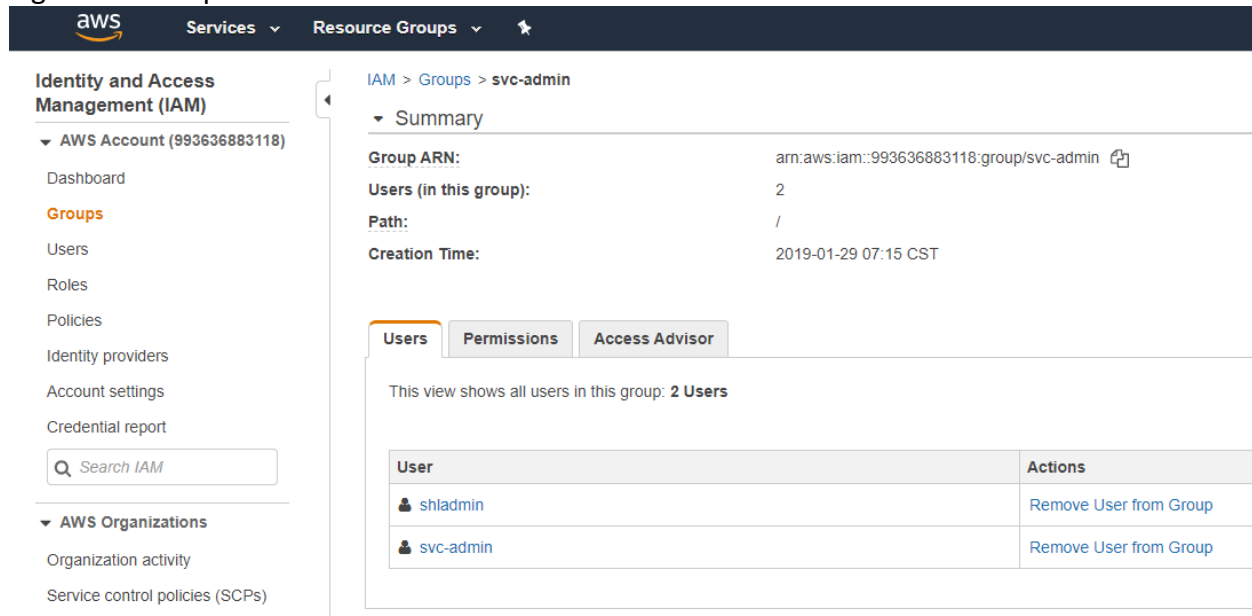 aws Services Resource Groups
Identity and Access
Management (IAM)
AWS Account (993636883118)
Dashboard
Groups
Users
Roles
Policies
Identity providers
Account settings
Credential report
Search IAM
AWS Organizations
Organization activity
Service control policies (SCPs)
IAM > Groups > svc-admin
Summary
Group ARN: arn:aws:iam::993636883118:group/svc-admin
Users (in this group): 2
Path: /
Creation Time: 2019-01-29 07:15 CST
Users Permissions Access Advisor
This view shows all users in this group: 2 Users
User Actions
shladmin Remove User from Group
svc-admin Remove User from Group